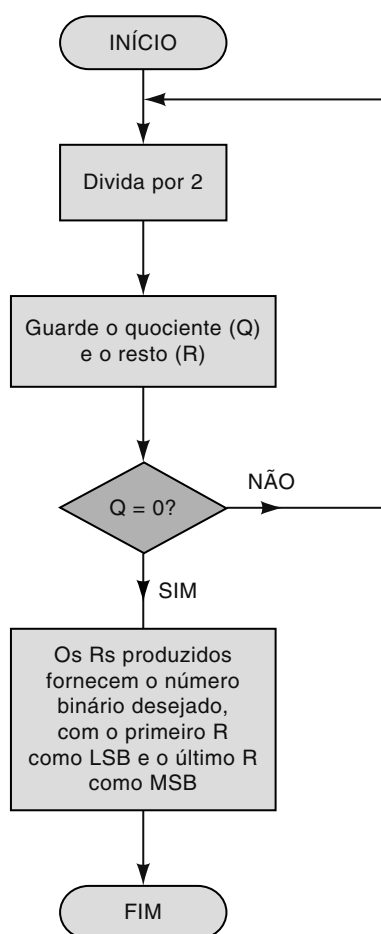 INÍCIO
Divida por 2
Guarde o quociente (Q)
e o resto (R)
Q = 0?
NÃO
SIM
Os Rs produzidos
fornecem o número
binário desejado,
com o primeiro R
como LSB e o último R
como MSB
FIM